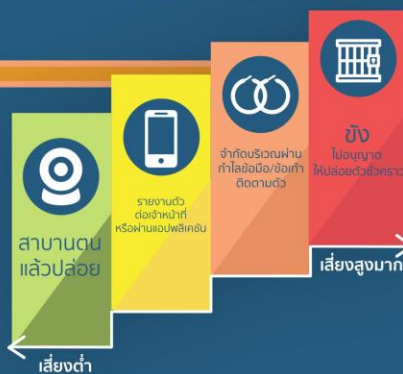 สาบานตน
แล้วปล่อย
รายงานตัว
ต่อเจ้าหน้าที่
หรือผ่านแอปพลิเคชัน
จำกัดบริเวณผ่าน
กำไลข้อมือ/ข้อเท้า
ติดตามตัว
ขัง
ไม่อนุญาต
ให้ปล่อยตัวชั่วคราว
เสี่ยงสูงมาก
เสี่ยงต่ำ